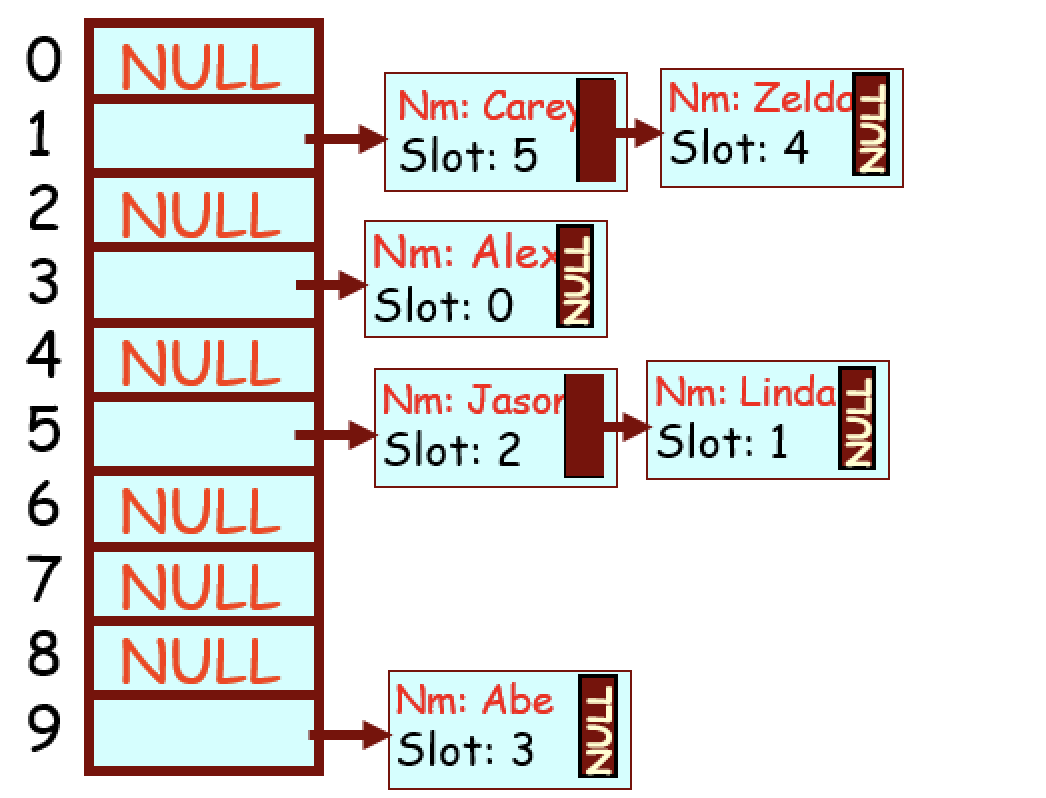 0 NULL
1
Nm: Carey
Slot: 5
Nm: Zelda
Slot: 4
NULL
2 NULL
3
Nm: Alex
Slot: 0
NULL
4 NULL
5
Nm: Jason
Slot: 2
Nm: Linda
Slot: 1
NULL
6 NULL
7 NULL
8 NULL
9
Nm: Abe
Slot: 3
NULL